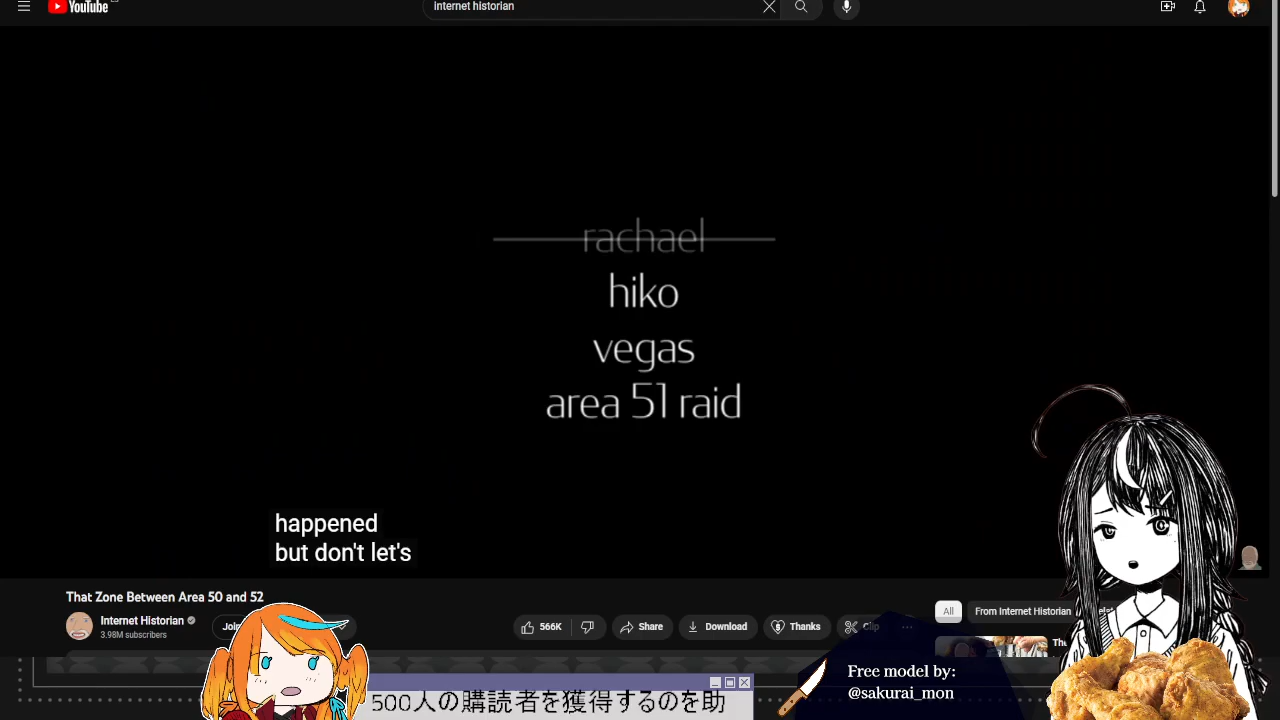 YouTube
internet historian
rachael
hiko
vegas
area 51 raid
happened
but don't let's
That Zone Between Area 50 and 52
Internet Historian
3.98M subscribers
566K
Share
Download
Thanks
Clip
All
From Internet Historian
500人の購読者を獲得するのを助
Free model by:
@sakurai_mon